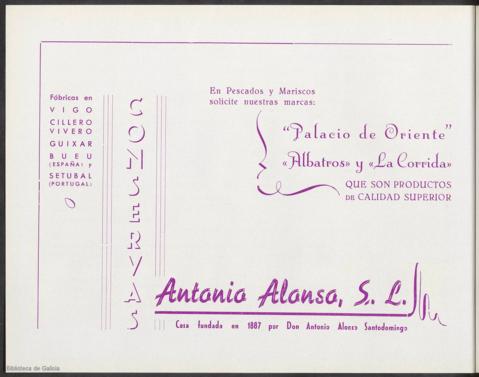 Fábricas en
VIGO
CILLERO
VIVERO
GUIXAR
BUEU
(ESPAÑA) y
SETUBAL
(PORTUGAL)
CONSERVAS
En Pescados y Mariscos
solicite nuestras marcas:
"Palacio de Oriente"
«Albatros» y «La Corrida»
QUE SON PRODUCTOS
DE CALIDAD SUPERIOR
Antonio Alonso, S. L.
Casa fundada en 1887 por Don Antonio Alonso Santodomingo
Biblioteca de Galicia